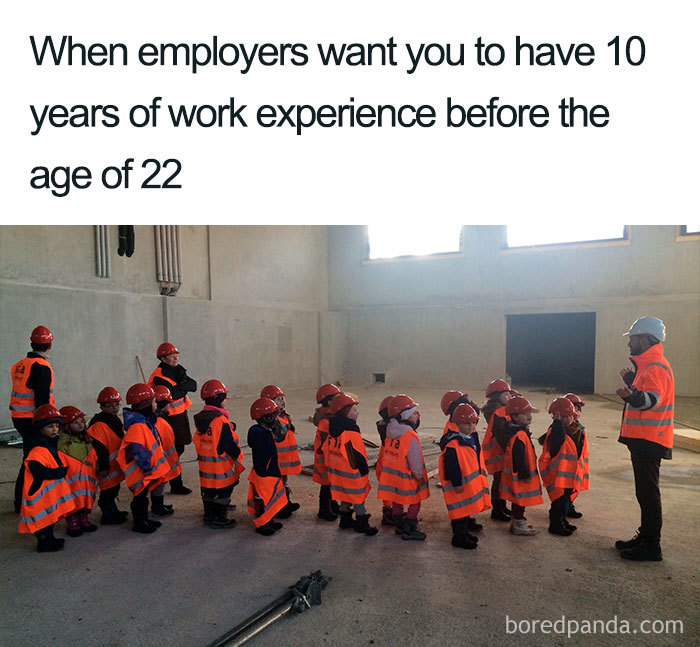 When employers want you to have 10
years of work experience before the
age of 22
boredpanda.com